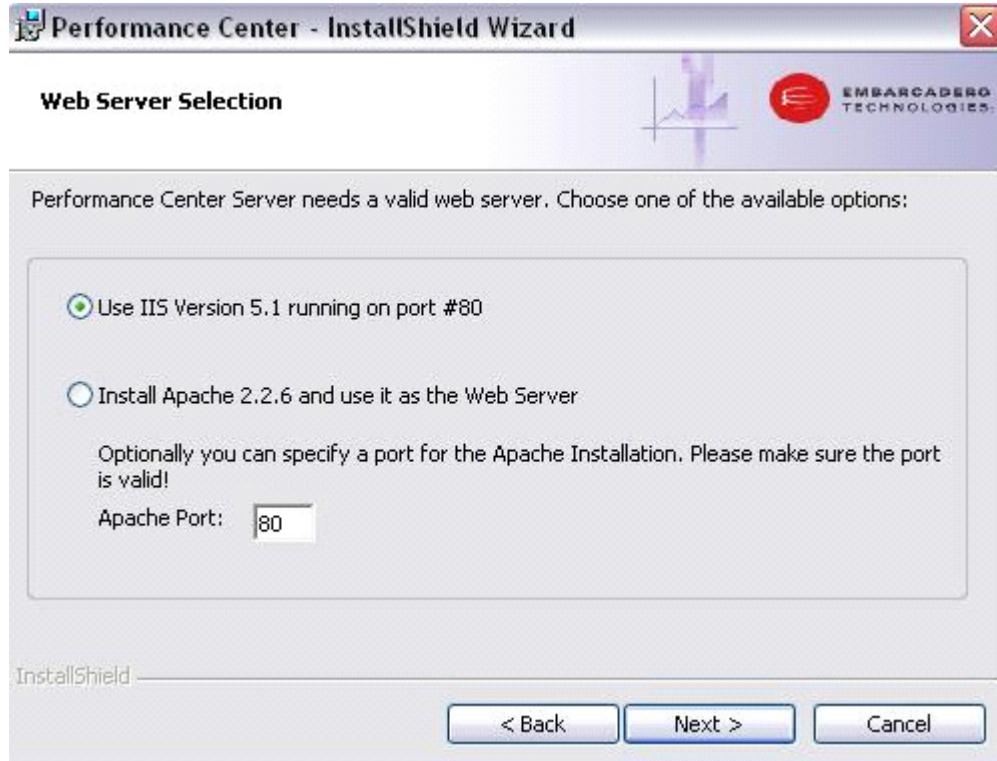 Performance Center - InstallShield Wizard
Web Server Selection
EMBARCADERO
TECHNOLOGIES
Performance Center Server needs a valid web server. Choose one of the available options:
Use IIS Version 5.1 running on port #80
Install Apache 2.2.6 and use it as the Web Server
Optionally you can specify a port for the Apache Installation. Please make sure the port
is valid!
Apache Port: 80
InstallShield
< Back Next > Cancel